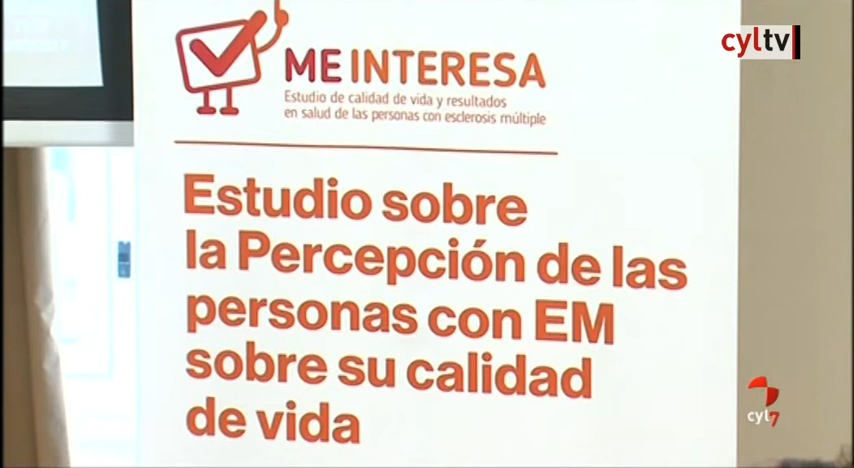 cyltv
ME INTERESA
Estudio de calidad de vida y resultados
en salud de las personas con esclerosis múltiple
Estudio sobre
la Percepción de las
personas con EM
sobre su calidad
de vida
cyl7